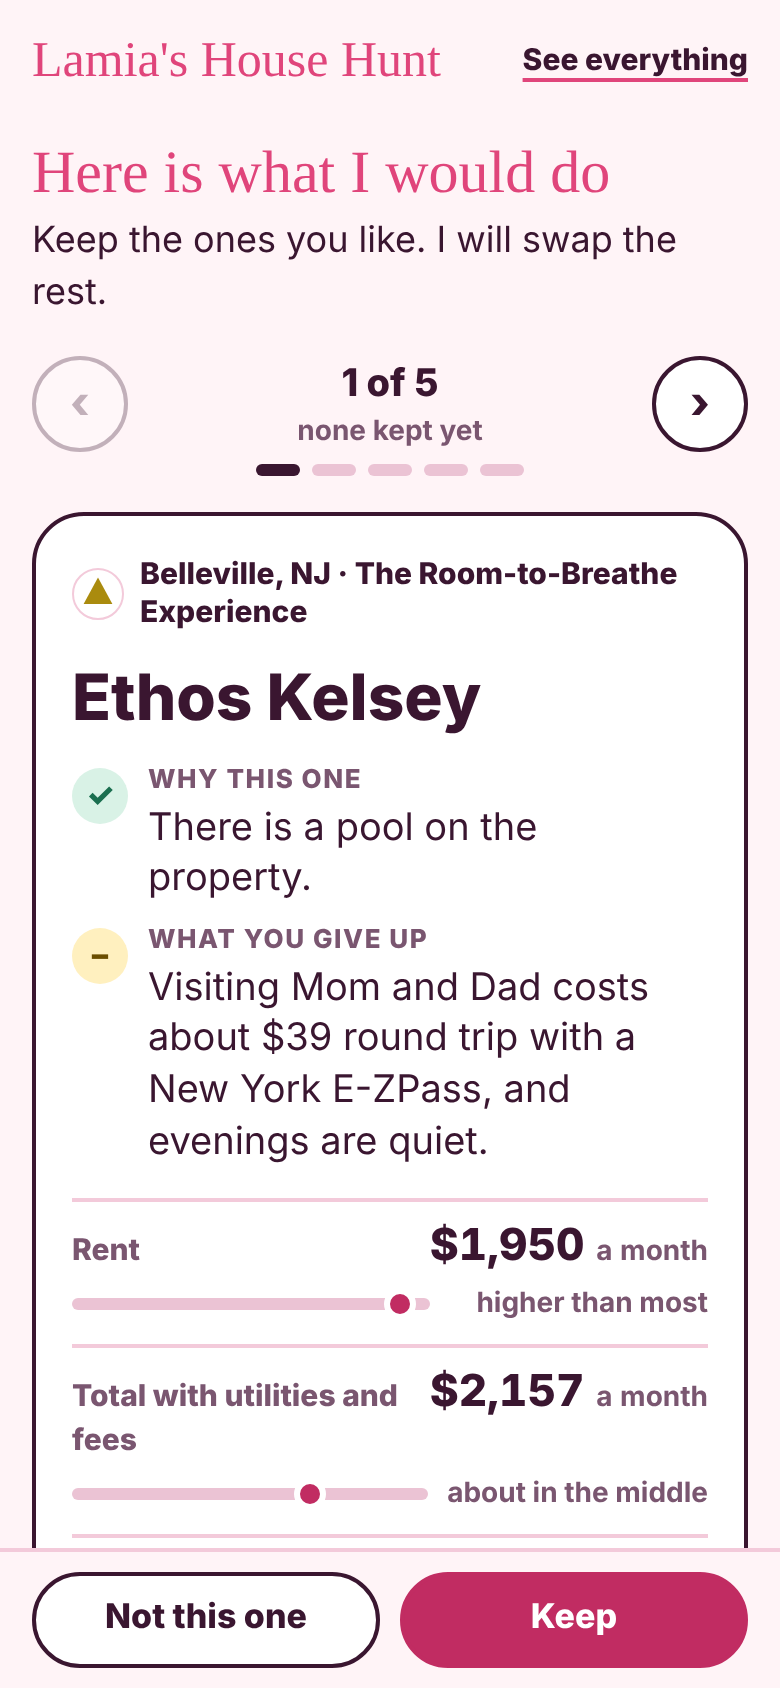 Lamia's House Hunt
See everything
Here is what I would do
Keep the ones you like. I will swap the
rest.
‹
1 of 5
›
none kept yet
Belleville, NJ · The Room-to-Breathe
Experience
Ethos Kelsey
WHY THIS ONE
There is a pool on the
property.
WHAT YOU GIVE UP
Visiting Mom and Dad costs
about $39 round trip with a
New York E-ZPass, and
evenings are quiet.
Rent
$1,950 a month
higher than most
Total with utilities and
fees
$2,157 a month
about in the middle
Not this one
Keep